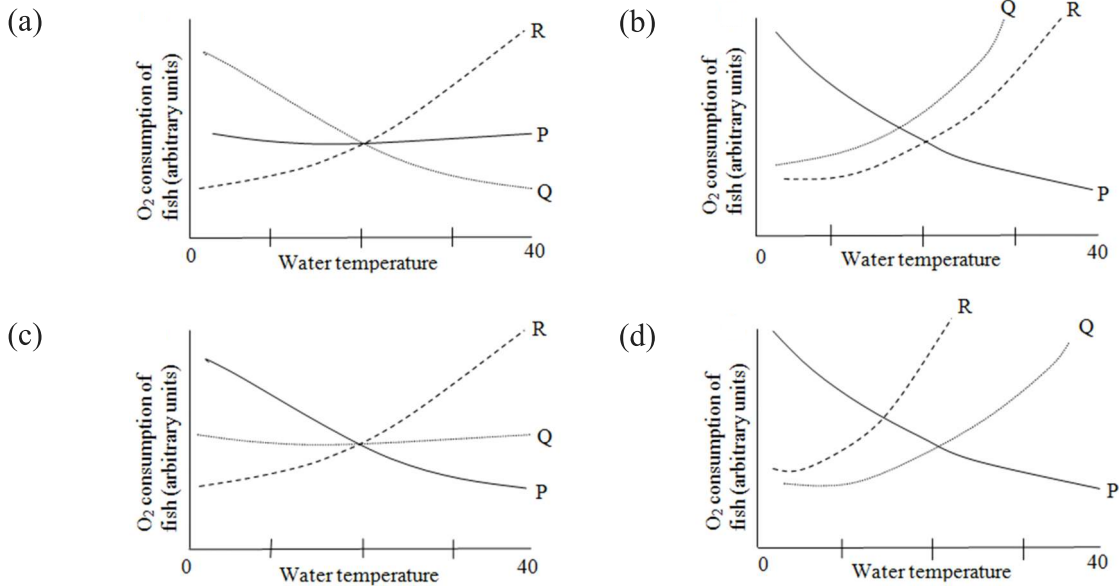 (a)
O₂ consumption of
fish (arbitrary units)
R
P
Q
0
40
Water temperature
(b)
O₂ consumption of
fish (arbitrary units)
Q
R
P
0
40
Water temperature
(c)
O₂ consumption of
fish (arbitrary units)
R
Q
P
0
40
Water temperature
(d)
O₂ consumption of
fish (arbitrary units)
R
Q
P
0
40
Water temperature